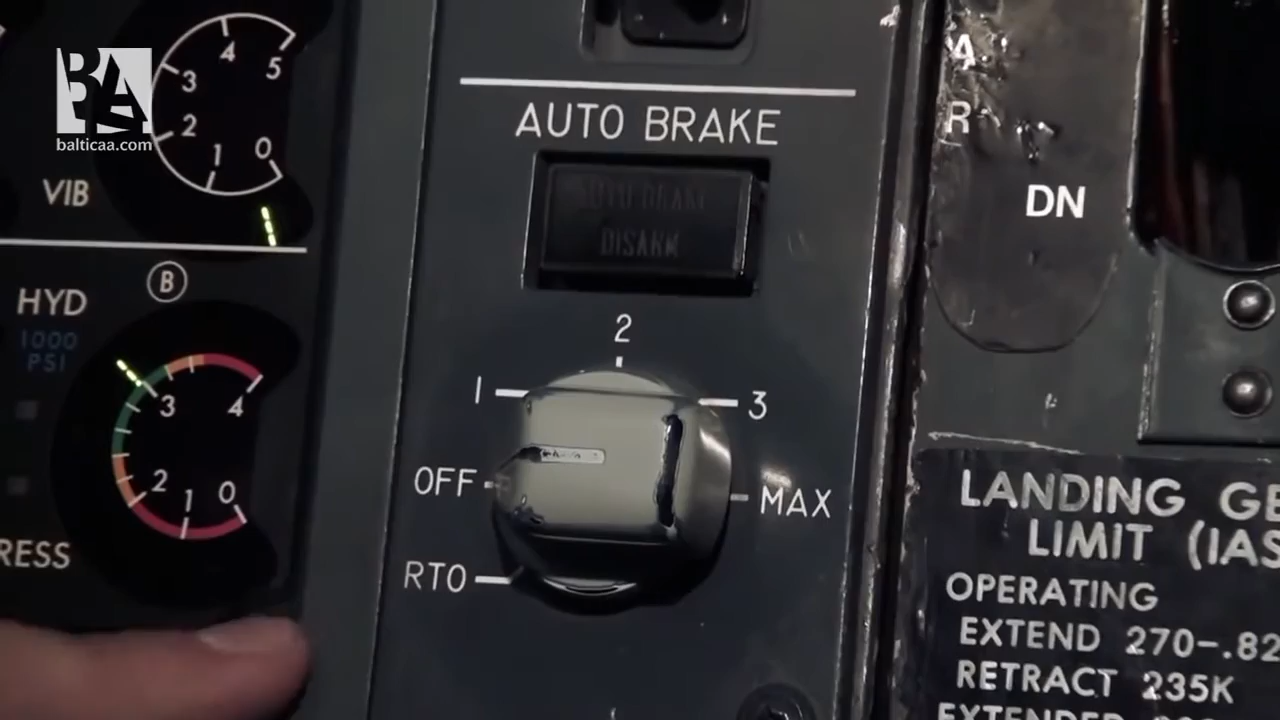 BA
balticaa.com
4
5
3
2
1
0
VIB
B
HYD
1000
PSI
3
4
2
1
0
RESS
AUTO BRAKE
AUTO BRAKE
DISARM
2
1
3
OFF
MAX
RTO
A
R
DN
LANDING GE
LIMIT (IAS
OPERATING
EXTEND 270-.82
RETRACT 235K
EXTENDED